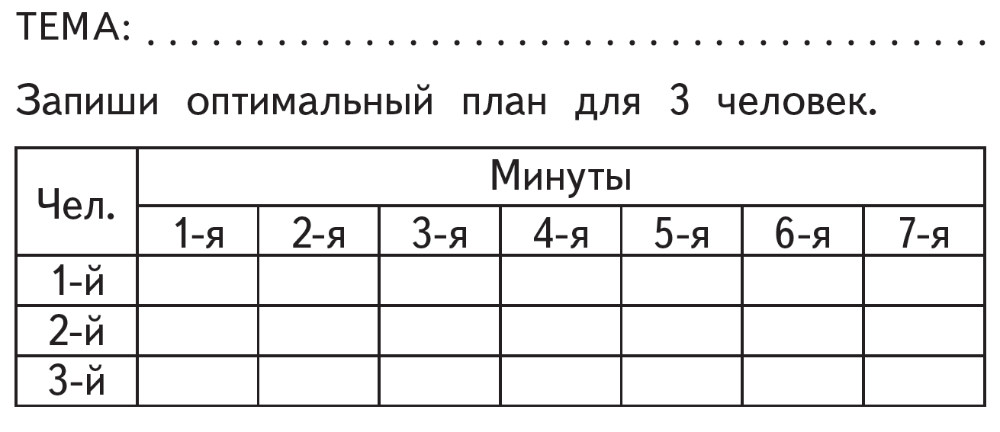 ТЕМА: . . . . . . . . . . . . . . . . . . . . . . . . . . . . . . . . . . . . . . .
Запиши оптимальный план для 3 человек.
Чел. Минуты
1-я 2-я 3-я 4-я 5-я 6-я 7-я
1-й
2-й
3-й